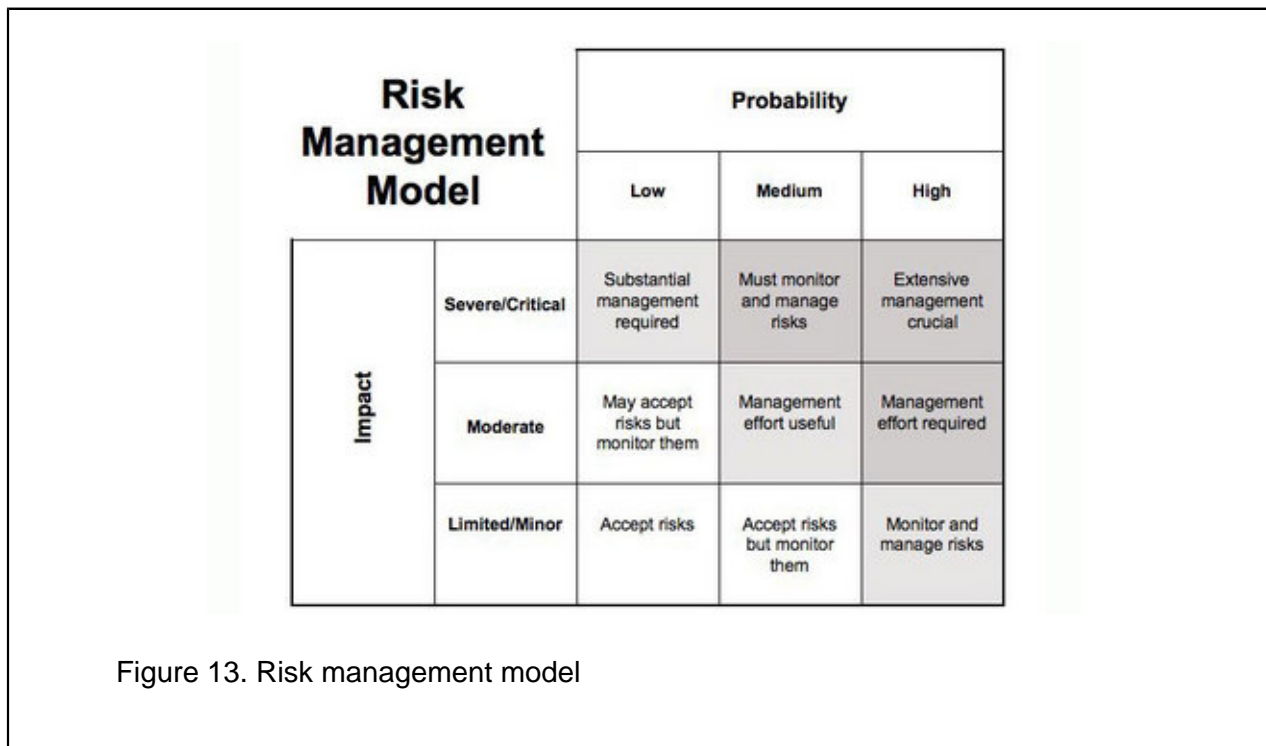 Risk
Management
Model
Probability
Low
Medium
High
Impact
Severe/Critical
Substantial
management
required
Must monitor
and manage
risks
Extensive
management
crucial
Moderate
May accept
risks but
monitor them
Management
effort useful
Management
effort required
Limited/Minor
Accept risks
Accept risks
but monitor
them
Monitor and
manage risks
Figure 13. Risk management model